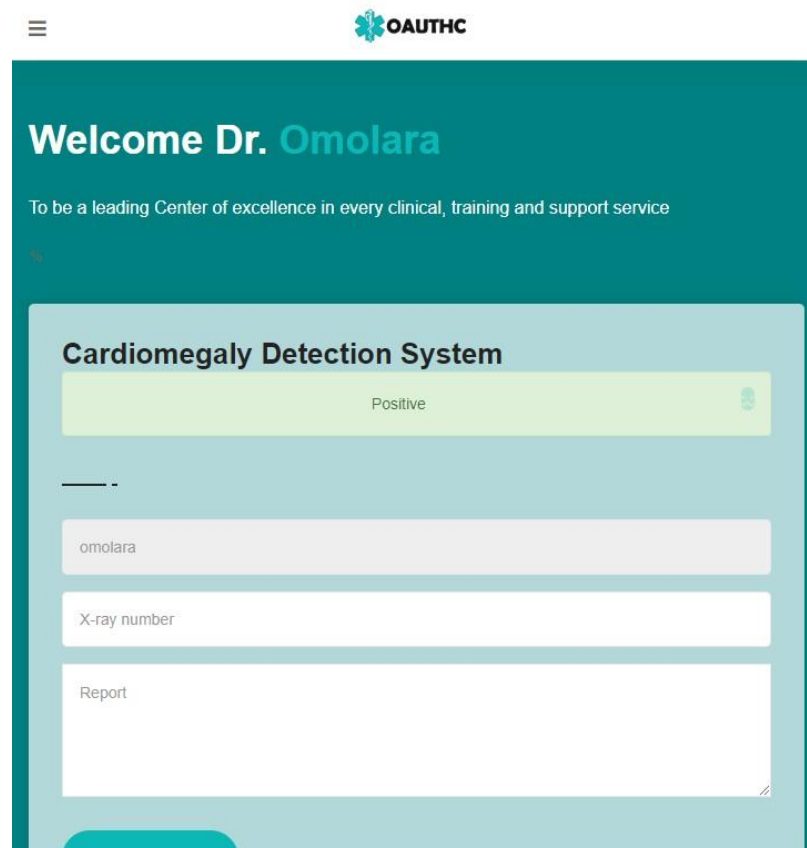 OAUTHC
Welcome Dr. Omolara
To be a leading Center of excellence in every clinical, training and support service
%
Cardiomegaly Detection System
Positive
omolara
X-ray number
Report